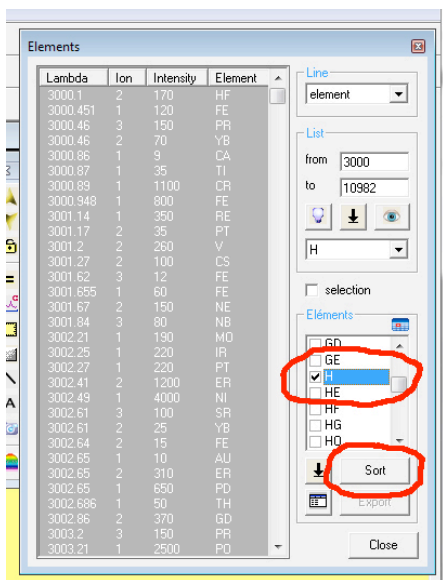 Elements
Lambda Ion Intensity Element
3000.1 2 170 HF
3000.451 1 120 FE
3000.46 3 150 PR
3000.46 2 70 YB
3000.86 1 9 CA
3000.87 1 35 TI
3000.89 1 1100 CR
3000.948 1 800 FE
3001.14 1 350 RE
3001.17 2 35 PT
3001.2 2 260 V
3001.27 2 100 CS
3001.62 3 12 FE
3001.655 1 60 FE
3001.67 2 150 NE
3001.84 3 80 NB
3002.21 1 190 MO
3002.25 1 220 IR
3002.27 1 220 PT
3002.41 2 1200 ER
3002.49 1 4000 NI
3002.61 3 100 SR
3002.61 2 25 YB
3002.64 2 15 FE
3002.65 1 10 AU
3002.65 2 310 ER
3002.65 1 650 PD
3002.686 1 50 TH
3002.86 2 370 GD
3003.2 3 150 PR
3003.21 1 2500 PO
Line
element
List
from 3000
to 10982
H
selection
Eléments
GD
GE
H
HE
HF
HG
HO
Sort
Export
Close
A